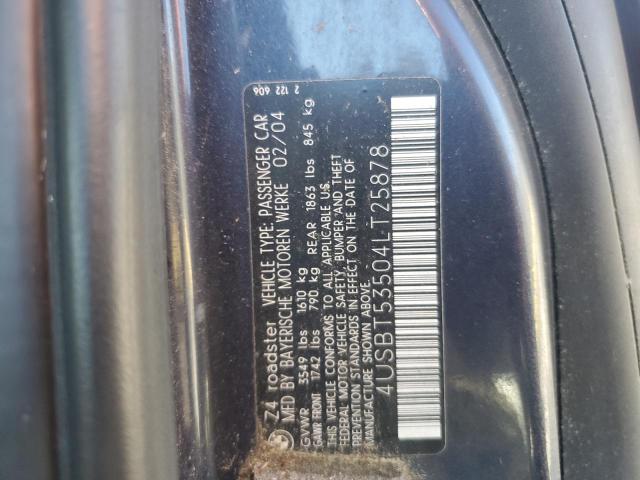 Z4 roadster VEHICLE TYPE: PASSENGER CAR
MFD BY BAYERISCHE MOTOREN WERKE 02/04
GVWR 3549 lbs 1610 kg
GAWR FRONT 1742 lbs 790 kg REAR 1863 lbs 845 kg
THIS VEHICLE CONFORMS TO ALL APPLICABLE U.S.
FEDERAL MOTOR VEHICLE SAFETY, BUMPER AND THEFT
PREVENTION STANDARDS IN EFFECT ON THE DATE OF
MANUFACTURE SHOWN ABOVE.
4USBT53504LT25878
2 122 606